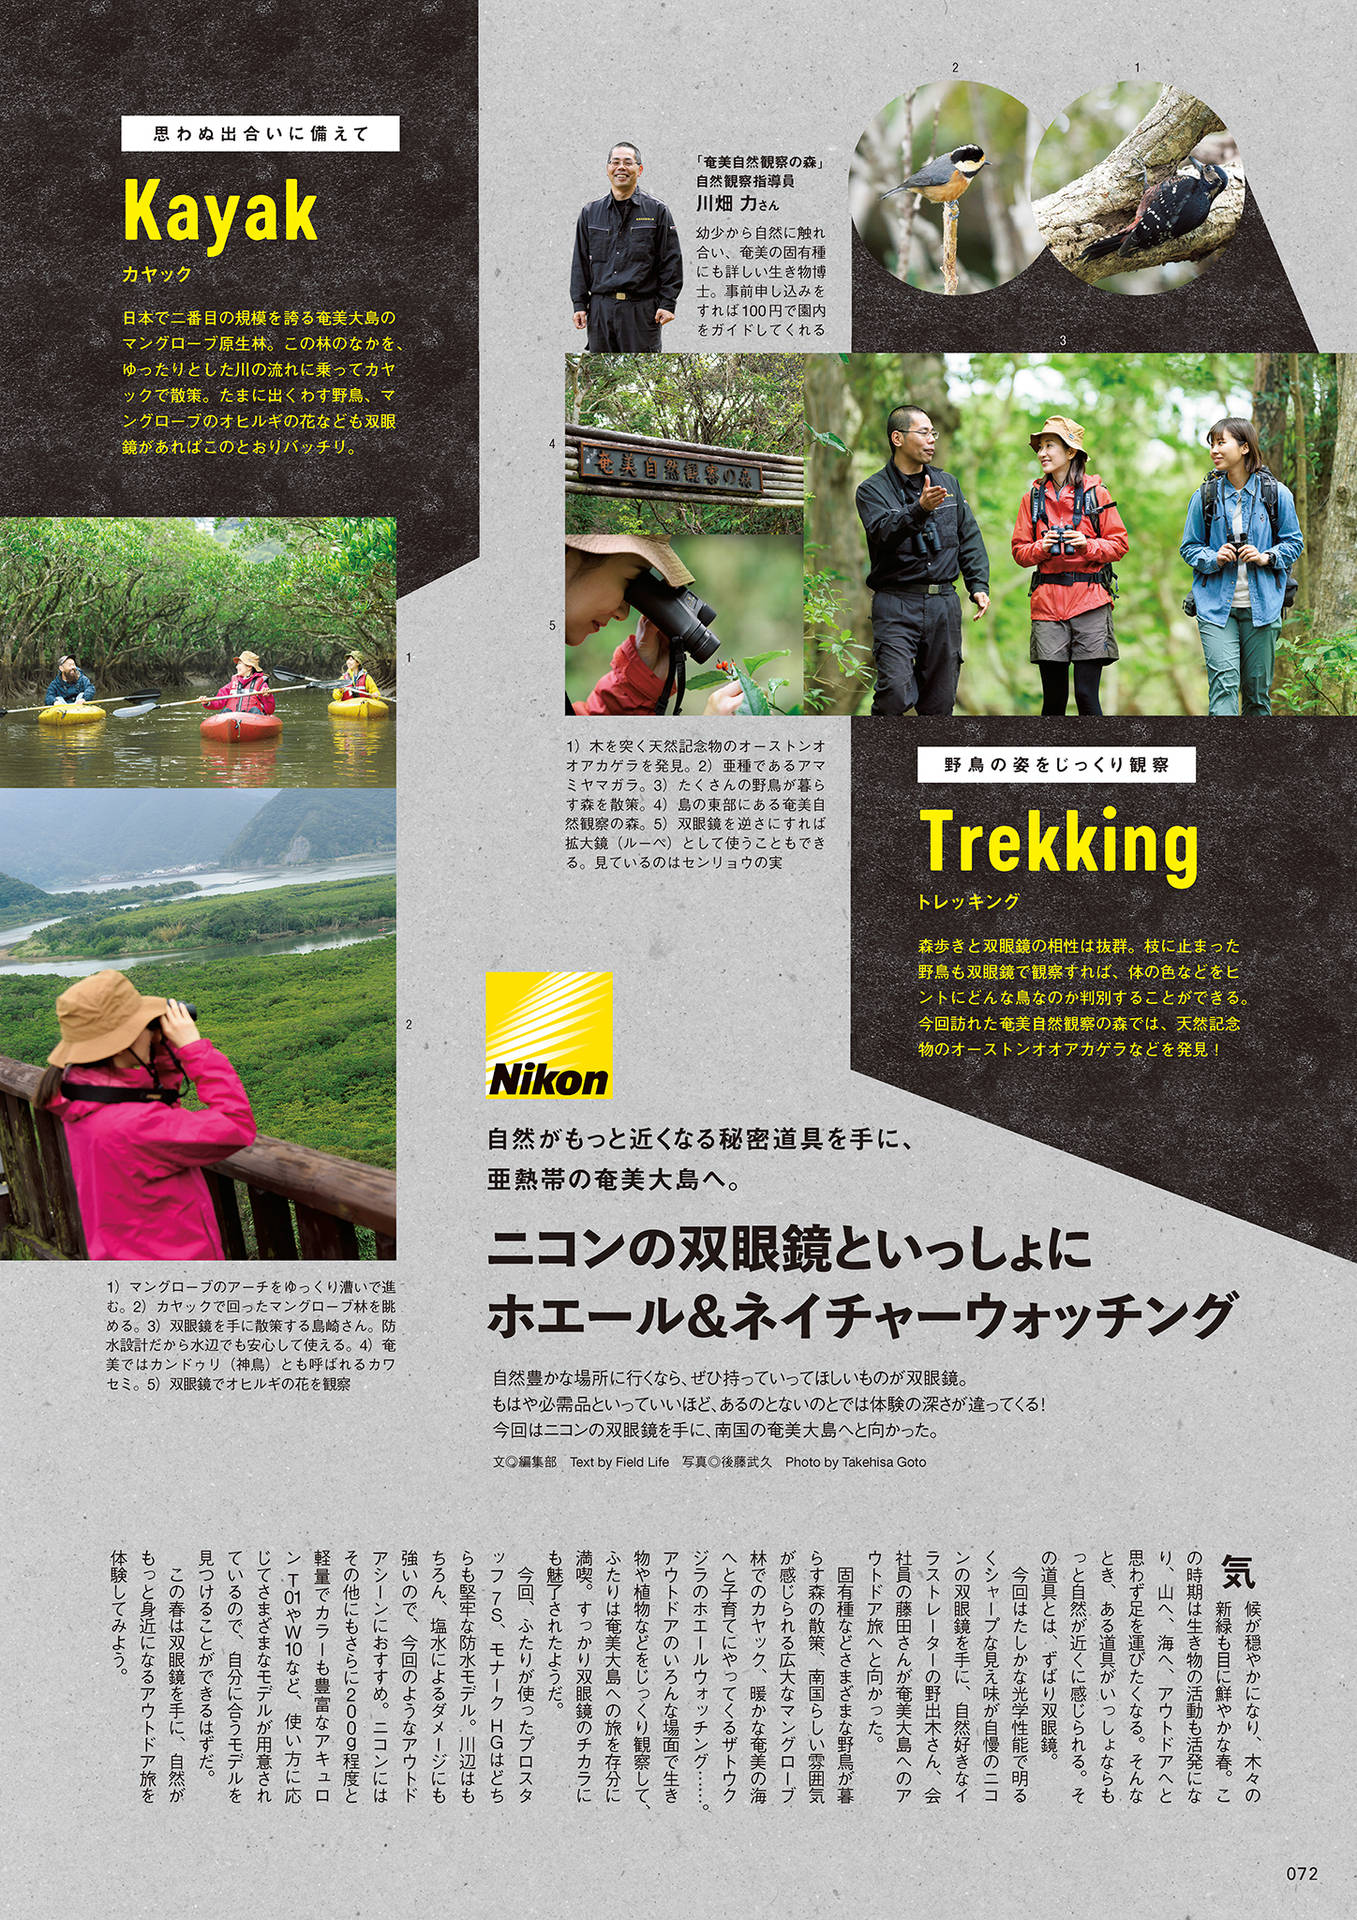 思わぬ出合いに備えて
Kayak
カヤック
日本で二番目の規模を誇る奄美大島の
マングローブ原生林。この林のなかを、
ゆったりとした川の流れに乗ってカヤ
ックで散策。たまに出くわす野鳥、マ
ングローブのオヒルギの花なども双眼
鏡があればこのとおりバッチリ。
1
2
1）マングローブのアーチをゆっくり漕いで進
む。2）カヤックで回ったマングローブ林を眺
める。3）双眼鏡を手に散策する島崎さん。防
水設計だから水辺でも安心して使える。4）奄
美ではカンドゥリ（神鳥）とも呼ばれるカワ
セミ。5）双眼鏡でオヒルギの花を観察
「奄美自然観察の森」
自然観察指導員
川畑 力さん
幼少から自然に触れ
合い、奄美の固有種
にも詳しい生き物博
士。事前申し込みを
すれば100円で園内
をガイドしてくれる
2
1
3
4
奄美自然観察の森
5
1）木を突く天然記念物のオーストンオ
オアカゲラを発見。2）亜種であるアマ
ミヤマガラ。3）たくさんの野鳥が暮ら
す森を散策。4）島の東部にある奄美自
然観察の森。5）双眼鏡を逆さにすれば
拡大鏡（ルーペ）として使うこともでき
る。見ているのはセンリョウの実
野鳥の姿をじっくり観察
Trekking
トレッキング
森歩きと双眼鏡の相性は抜群。枝に止まった
野鳥も双眼鏡で観察すれば、体の色などをヒ
ントにどんな鳥なのか判別することができる。
今回訪れた奄美自然観察の森では、天然記念
物のオーストンオオアカゲラなどを発見！
Nikon
自然がもっと近くなる秘密道具を手に、
亜熱帯の奄美大島へ。
ニコンの双眼鏡といっしょに
ホエール&ネイチャーウォッチング
自然豊かな場所に行くなら、ぜひ持っていってほしいものが双眼鏡。
もはや必需品といっていいほど、あるのとないのとでは体験の深さが違ってくる！
今回はニコンの双眼鏡を手に、南国の奄美大島へと向かった。
文◎編集部　Text by Field Life　写真◎後藤武久　Photo by Takehisa Goto
気候が穏やかになり、木々の
新緑も目に鮮やかな春。こ
の時期は生き物の活動も活発にな
り、山へ、海へ、アウトドアへと
思わず足を運びたくなる。そんな
とき、ある道具がいっしょならも
っと自然が近くに感じられる。そ
の道具とは、ずばり双眼鏡。
今回はたしかな光学性能で明る
くシャープな見え味が自慢のニコ
ンの双眼鏡を手に、自然好きなイ
ラストレーターの野出木さん、会
社員の藤田さんが奄美大島へのア
ウトドア旅へと向かった。
固有種などさまざまな野鳥が暮
らす森の散策、南国らしい雰囲気
が感じられる広大なマングローブ
林でのカヤック、暖かな奄美の海
へと子育てにやってくるザトウク
ジラのホエールウォッチング……。
アウトドアのいろんな場面で生き
物や植物などをじっくり観察して、
ふたりは奄美大島への旅を存分に
満喫。すっかり双眼鏡のチカラに
も魅了されたようだ。
今回、ふたりが使ったプロスタ
ッフ 7S、モナーク HGはどち
らも堅牢な防水モデル。川辺はも
ちろん、塩水によるダメージにも
強いので、今回のようなアウトド
アシーンにおすすめ。ニコンには
その他にもさらに200g程度と
軽量でカラーも豊富なアキュロ
ン T01やW10など、使い方に応
じてさまざまなモデルが用意され
ているので、自分に合うモデルを
見つけることができるはずだ。
この春は双眼鏡を手に、自然が
もっと身近になるアウトドア旅を
体験してみよう。
072